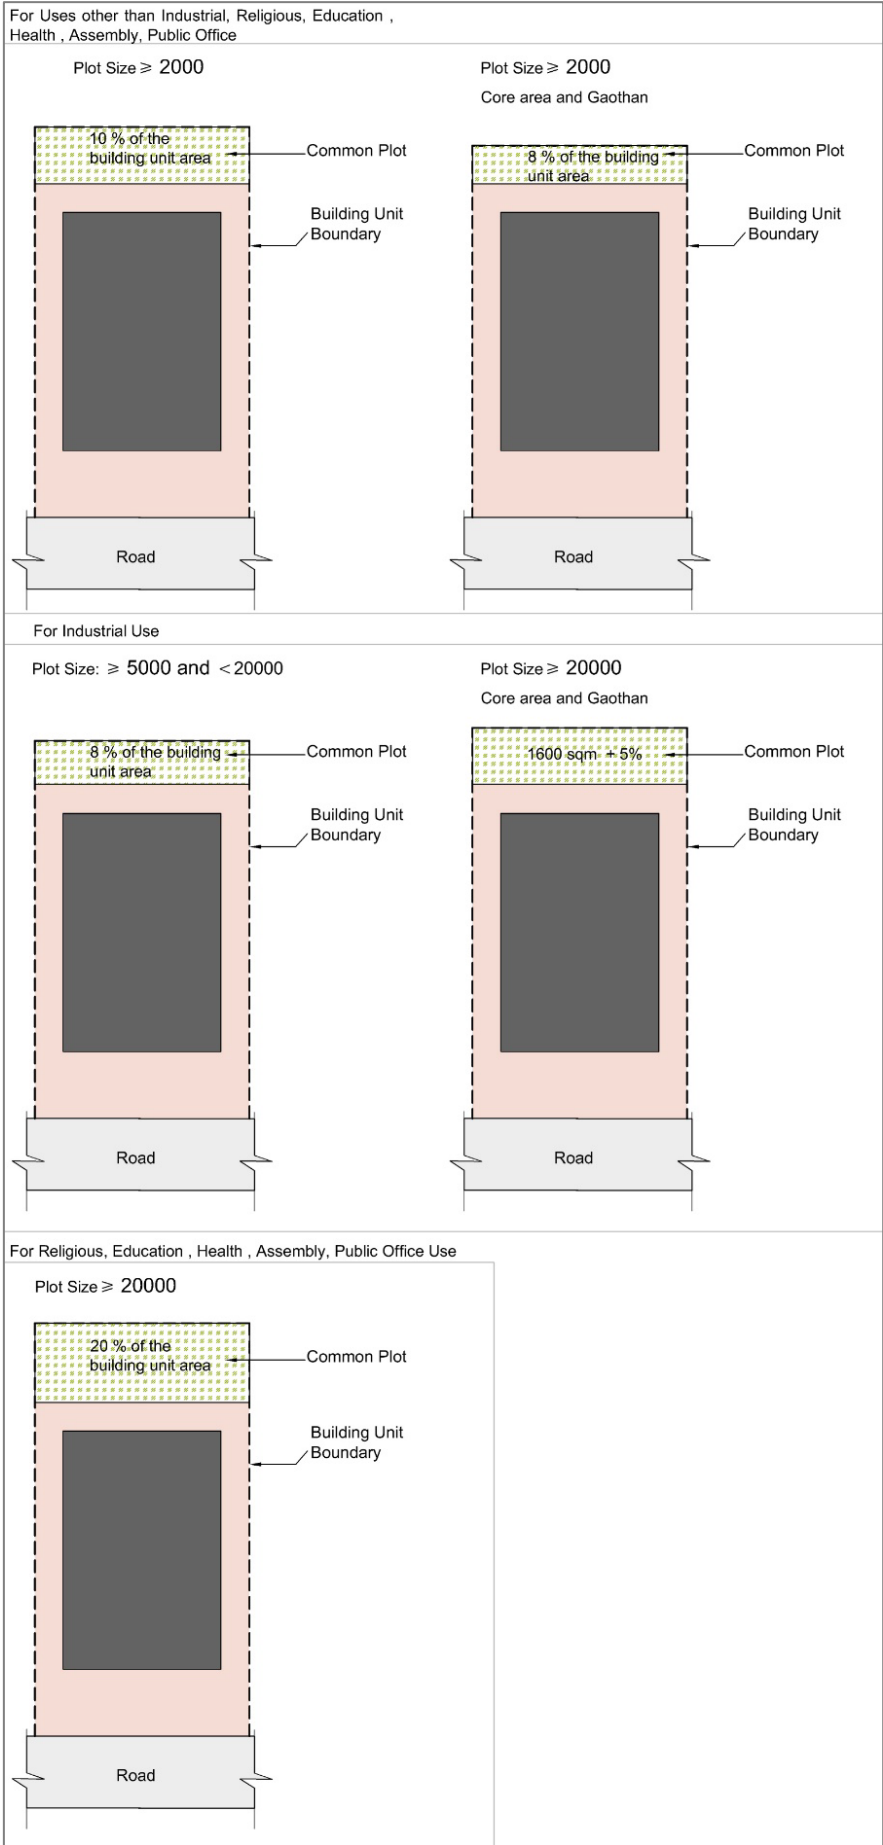 For Uses other than Industrial, Religious, Education ,
Health , Assembly, Public Office
Plot Size ≥ 2000
10 % of the
building unit area
Common Plot
Building Unit
Boundary
Road
Plot Size ≥ 2000
Core area and Gaothan
8 % of the building
unit area
Common Plot
Building Unit
Boundary
Road
For Industrial Use
Plot Size: ≥ 5000 and <20000
8 % of the building
unit area
Common Plot
Building Unit
Boundary
Road
Plot Size ≥ 20000
Core area and Gaothan
1600 sqm + 5%
Common Plot
Building Unit
Boundary
Road
For Religious, Education , Health , Assembly, Public Office Use
Plot Size ≥ 20000
20 % of the
building unit area
Common Plot
Building Unit
Boundary
Road